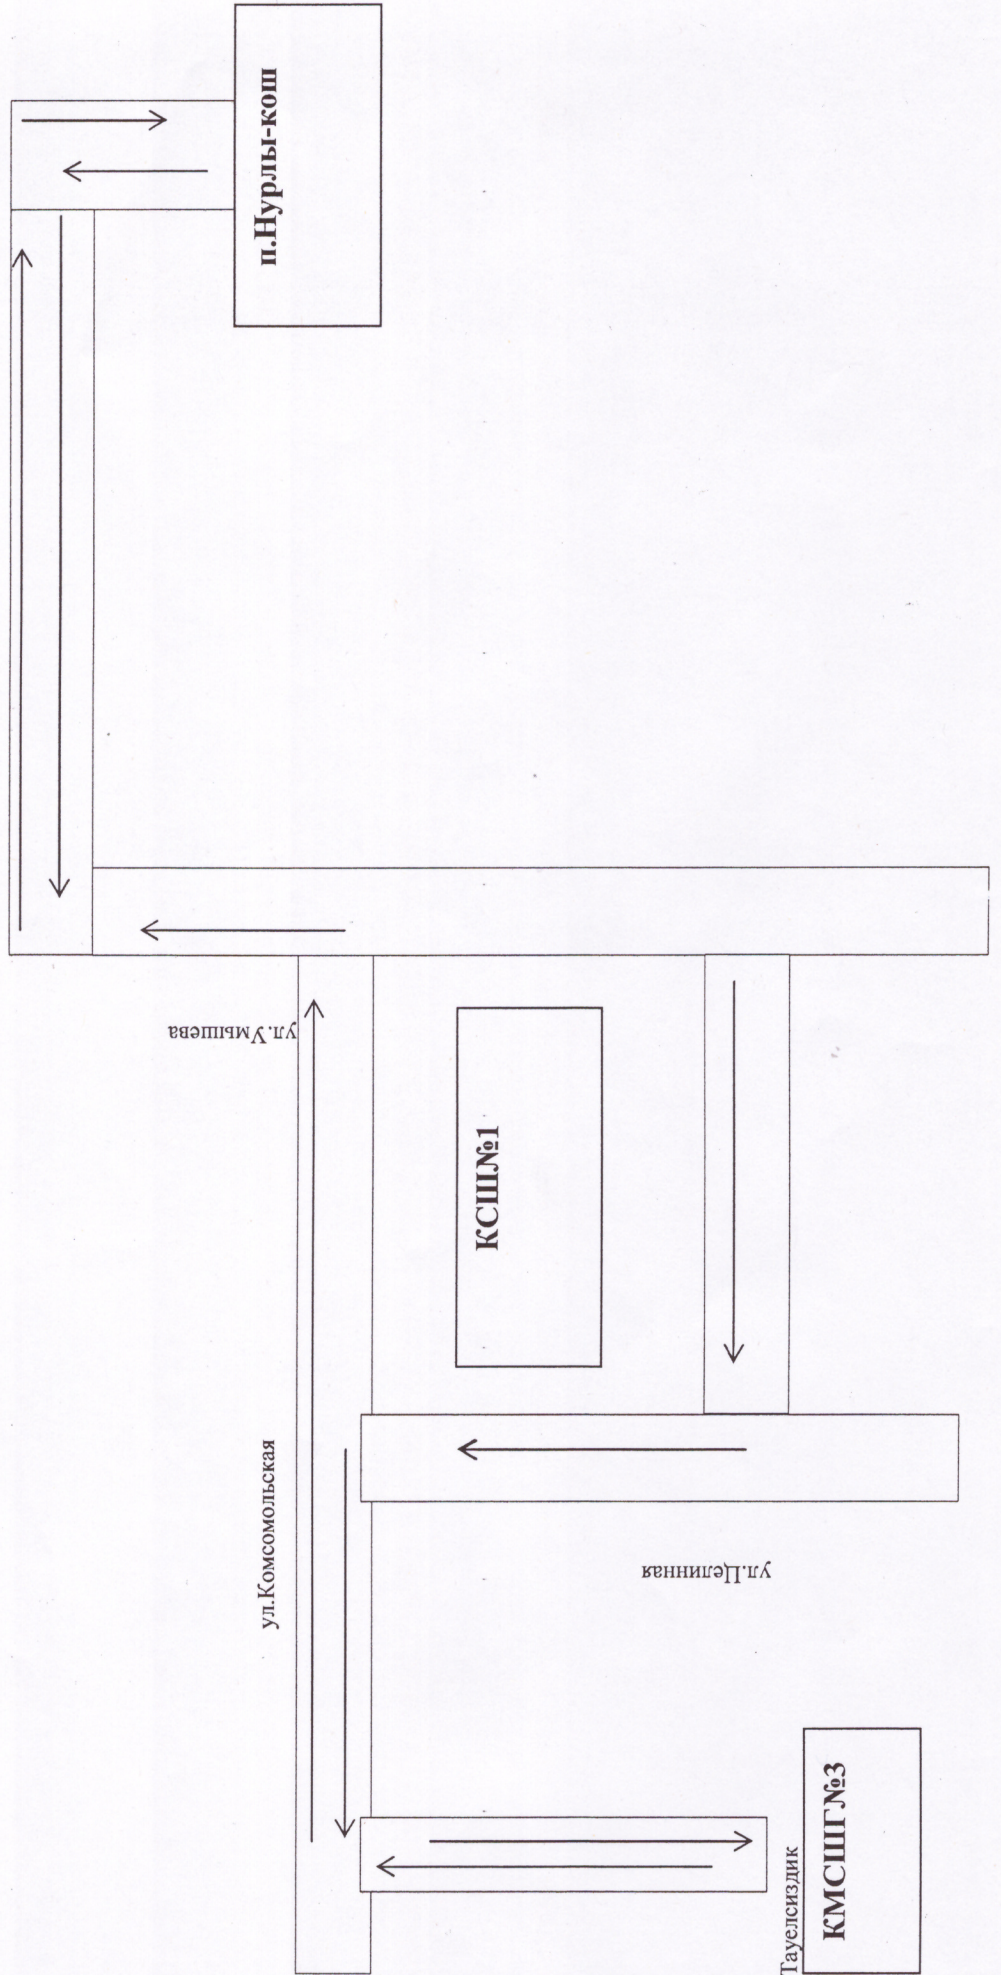 п.Нурлы-кош
ул.Умышева
КСШ№1
ул.Комсомольская
ул.Целинная
Тауелсиздик
КМСШГ№3